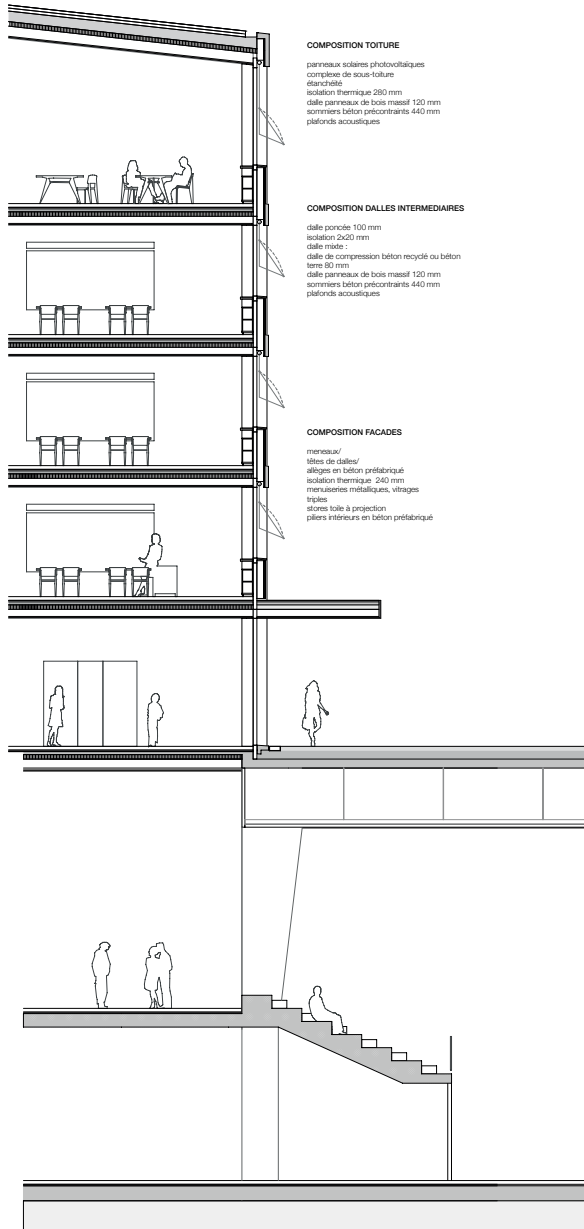 COMPOSITION TOITURE
panneaux solaires photovoltaïques
complexe de sous-toiture
étanchéité
isolation thermique 280 mm
dalle panneaux de bois massif 120 mm
sommiers béton précontraints 440 mm
plafonds acoustiques
COMPOSITION DALLES INTERMEDIAIRES
dalle poncée 100 mm
isolation 2x20 mm
dalle mixte :
dalle de compression béton recyclé ou béton
terre 80 mm
dalle panneaux de bois massif 120 mm
sommiers béton précontraints 440 mm
plafonds acoustiques
COMPOSITION FACADES
meneaux/
têtes de dalles/
allèges en béton préfabriqué
isolation thermique 240 mm
menuiseries métalliques, vitrages
triples
stores toile à projection
piliers intérieurs en béton préfabriqué